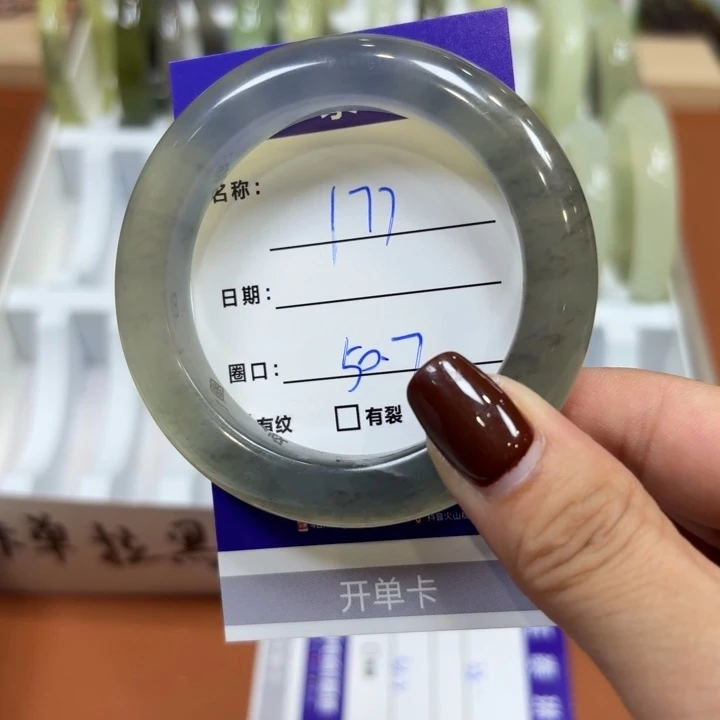 名称: 177
日期:
圈口: 50.7
有纹 □有裂
开单卡